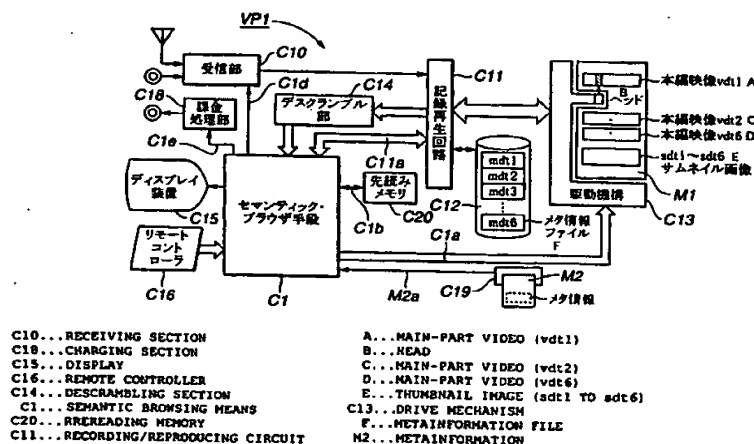 VP1
C10
受信部
C1d
C14
C11
本編映像vdt1 A
B
ヘッド
C18
課金
処理部
デスクランブル
部
記録再生回路
C1e
本編映像vdt2 C
本編映像vdt6 D
C11a
mdt1
mdt2
mdt3
mdt6
sdt1～sdt6 E
サムネイル画像
M1
ディスプレイ
装置
C15
セマンティック・
ブラウザ手段
先読み
メモリ
C12
駆動機構
C13
C1b
C20
メタ情報
ファイル
F
リモート コント
ローラ
C16
C1a
C1
M2a
C19
M2
メタ情報
C10...RECEIVING SECTION
C18...CHARGING SECTION
C15...DISPLAY
C16...REMOTE CONTROLLER
C14...DESCRAMBLING SECTION
C1...SEMANTIC BROWSING MEANS
C20...RREREADING MEMORY
C11...RECORDING/REPRODUCING CIRCUIT
A...MAIN-PART VIDEO (vdt1)
B...HEAD
C...MAIN-PART VIDEO (vdt2)
D...MAIN-PART VIDEO (vdt6)
E...THUMBNAIL IMAGE (sdt1 TO sdt6)
C13...DRIVE MECHANISM
F...METAINFORMATION FILE
M2...METAINFORMATION